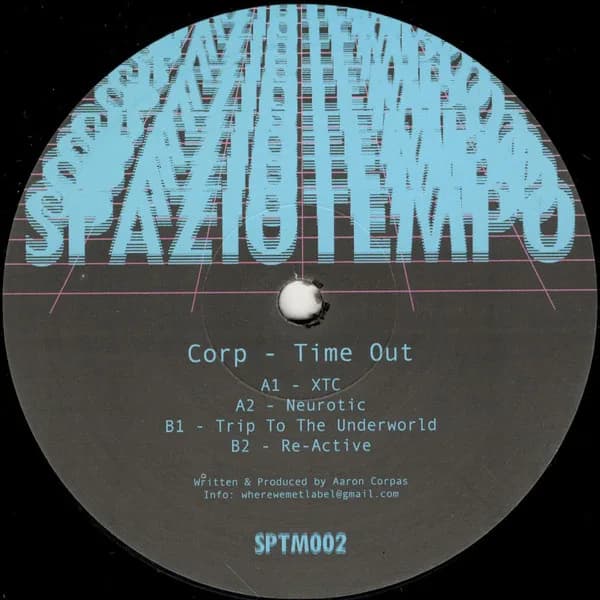 SPAZIOTEMPO
Corp - Time Out
A1 - XTC
A2 - Neurotic
B1 - Trip To The Underworld
B2 - Re-Active
Written & Produced by Aaron Corpas
Info: wherewemetlabel@gmail.com
SPTM002